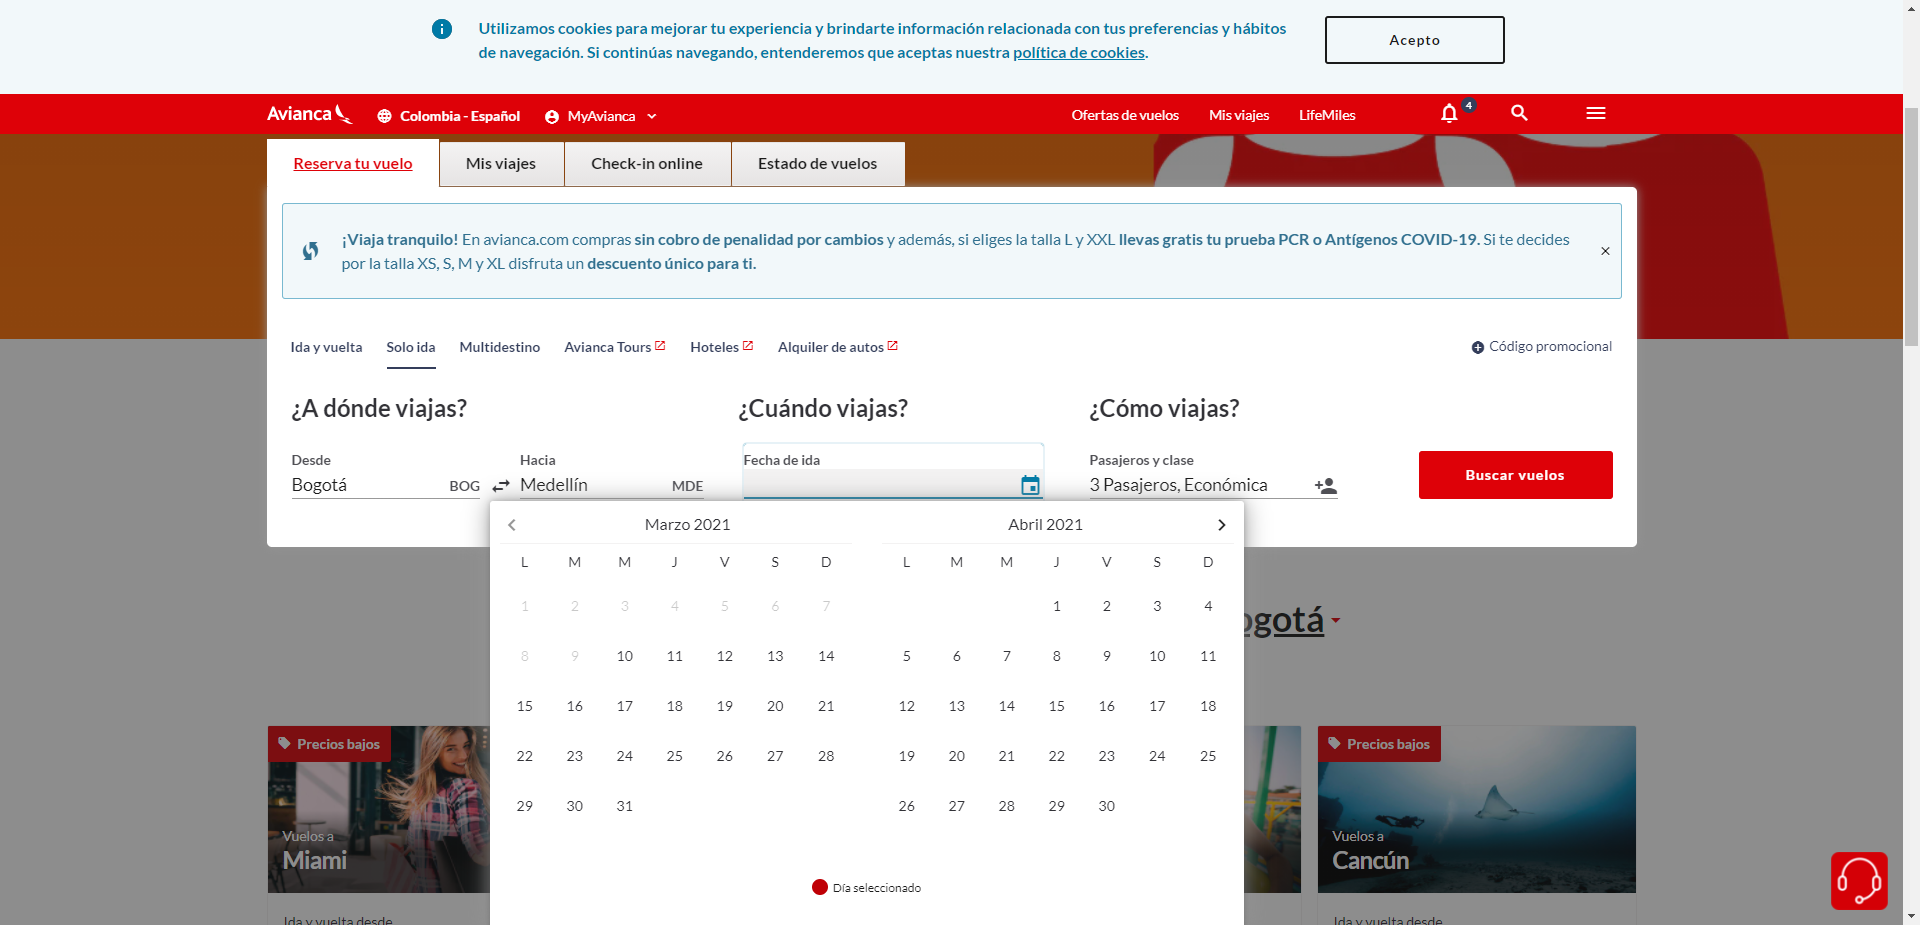 Utilizamos cookies para mejorar tu experiencia y brindarte información relacionada con tus preferencias y hábitos
de navegación. Si continúas navegando, entenderemos que aceptas nuestra política de cookies.
Acepto
Avianca
Colombia - Español
MyAvianca
Ofertas de vuelos
Mis viajes
LifeMiles
4
Reserva tu vuelo
Mis viajes
Check-in online
Estado de vuelos
¡Viaja tranquilo! En avianca.com compras sin cobro de penalidad por cambios y además, si eliges la talla L y XXL llevas gratis tu prueba PCR o Antígenos COVID-19. Si te decides
por la talla XS, S, M y XL disfruta un descuento único para ti.
Ida y vuelta
Solo ida
Multidestino
Avianca Tours
Hoteles
Alquiler de autos
Código promocional
¿A dónde viajas?
¿Cuándo viajas?
¿Cómo viajas?
Desde
Bogotá BOG
Hacia
Medellín MDE
Fecha de ida
Pasajeros y clase
3 Pasajeros, Económica
Buscar vuelos
Marzo 2021
L M M J V S D
1 2 3 4 5 6 7
8 9 10 11 12 13 14
15 16 17 18 19 20 21
22 23 24 25 26 27 28
29 30 31
Abril 2021
L M M J V S D
1 2 3 4
5 6 7 8 9 10 11
12 13 14 15 16 17 18
19 20 21 22 23 24 25
26 27 28 29 30
Día seleccionado
ogotá
Precios bajos
Vuelos a
Miami
Ida y vuelta desde
Precios bajos
Vuelos a
Cancún
Ida y vuelta desde